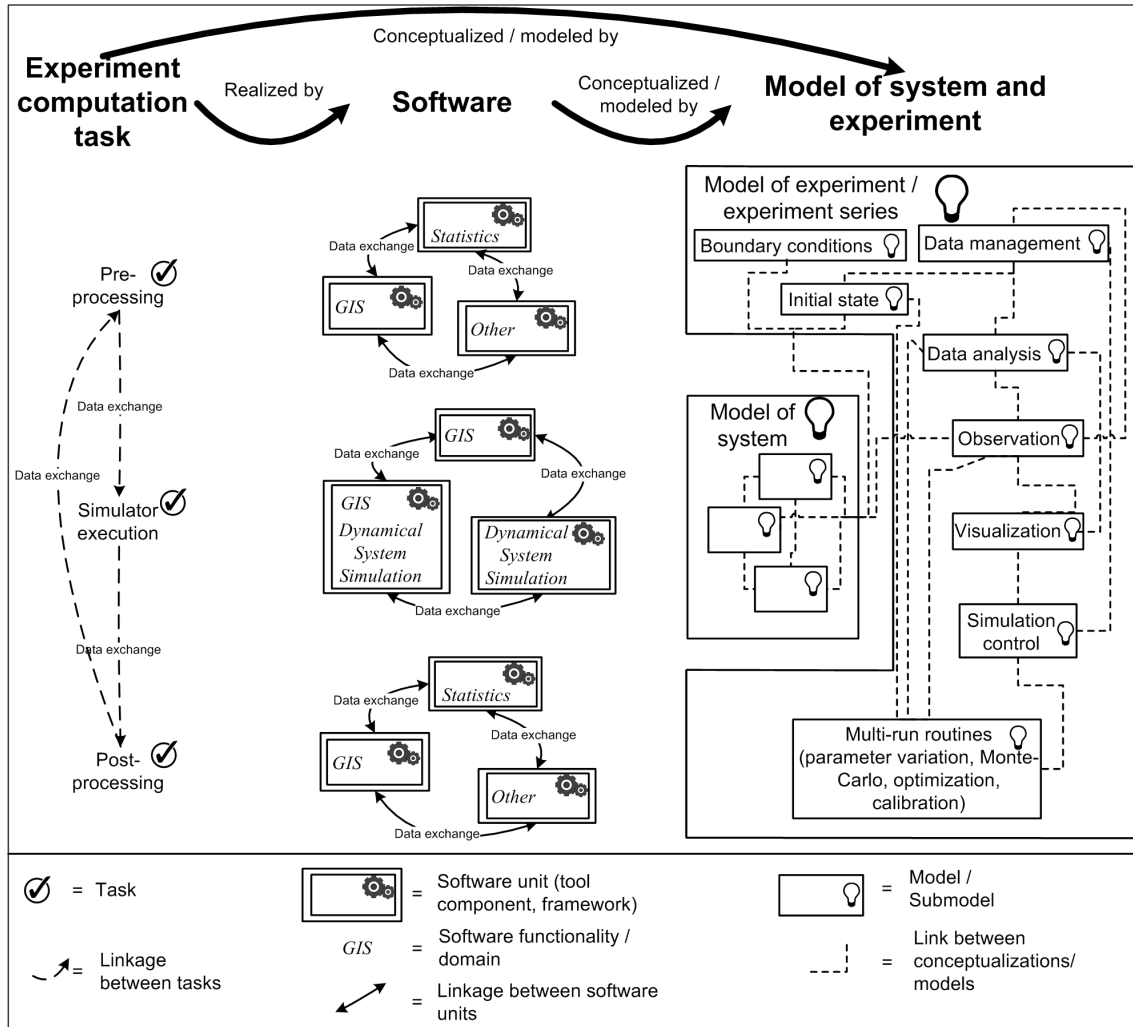 Conceptualized / modeled by
Experiment
computation
task
Realized by
Software
Conceptualized /
modeled by
Model of system and
experiment
Pre-
processing
Data exchange
Data exchange
Simulator
execution
Data exchange
Post-
processing
Statistics
Data exchange
Data exchange
GIS
Other
Data exchange
GIS
Data exchange
Data exchange
GIS
Dynamical
System
Simulation
Dynamical
System
Simulation
Data exchange
Statistics
Data exchange
Data exchange
GIS
Other
Data exchange
Model of experiment /
experiment series
Boundary conditions
Data management
Initial state
Data analysis
Model of
system
Observation
Visualization
Simulation
control
Multi-run routines
(parameter variation, Monte-
Carlo, optimization,
calibration)
= Task
= Linkage
between tasks
= Software unit (tool
component, framework)
GIS = Software functionality /
domain
= Linkage between software
units
= Model /
Submodel
= Link between
conceptualizations/
models